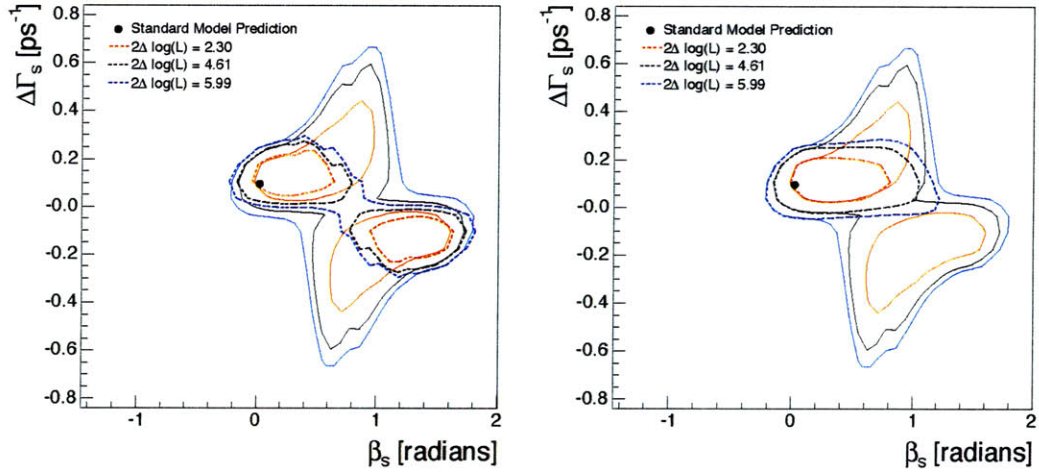 0.8
0.6
0.4
0.2
-0.0
-0.2
-0.4
-0.6
-0.8
ΔΓs [ps⁻¹]
Standard Model Prediction
2Δ log(L) = 2.30
2Δ log(L) = 4.61
2Δ log(L) = 5.99
-1 0 1 2
βs [radians]
0.8
0.6
0.4
0.2
-0.0
-0.2
-0.4
-0.6
-0.8
ΔΓs [ps⁻¹]
Standard Model Prediction
2Δ log(L) = 2.30
2Δ log(L) = 4.61
2Δ log(L) = 5.99
-1 0 1 2
βs [radians]